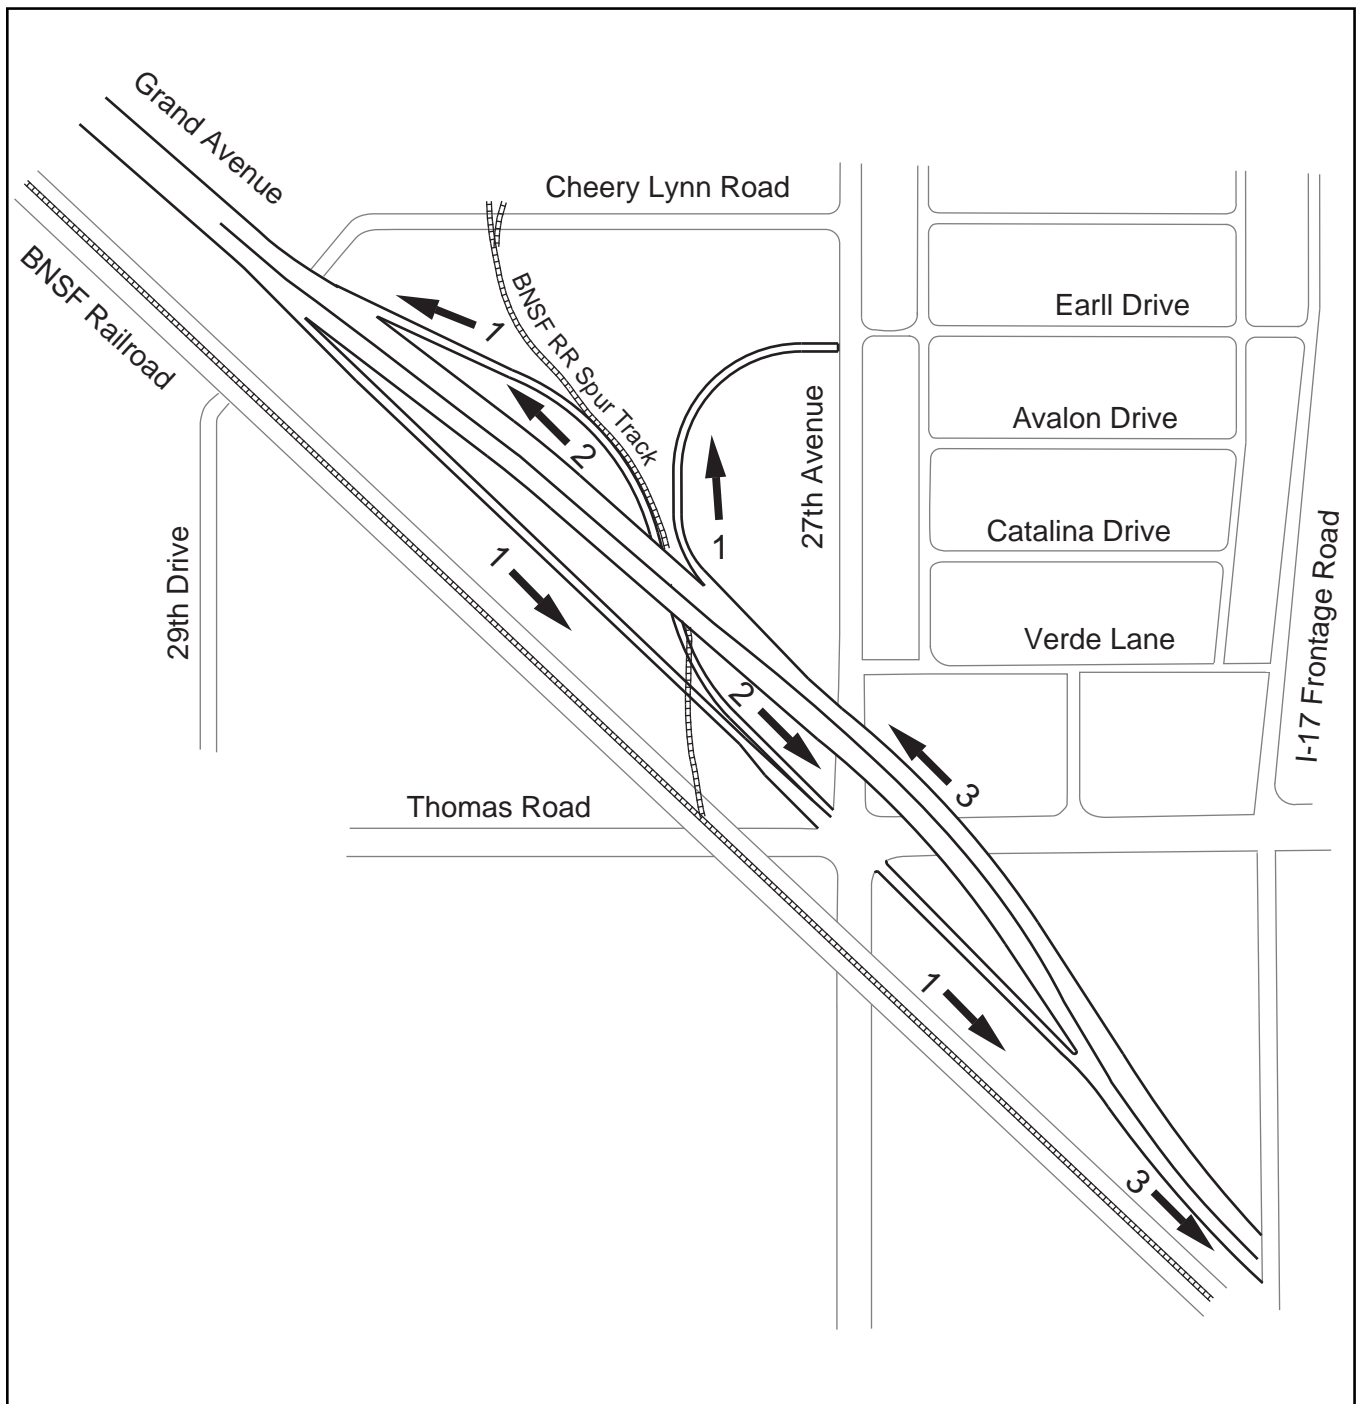 Grand Avenue
Cheery Lynn Road
BNSF Railroad
BNSF RR Spur Track
Earll Drive
1
Avalon Drive
27th Avenue
2
1
Catalina Drive
I-17 Frontage Road
29th Drive
1
Verde Lane
2
3
Thomas Road
1
3